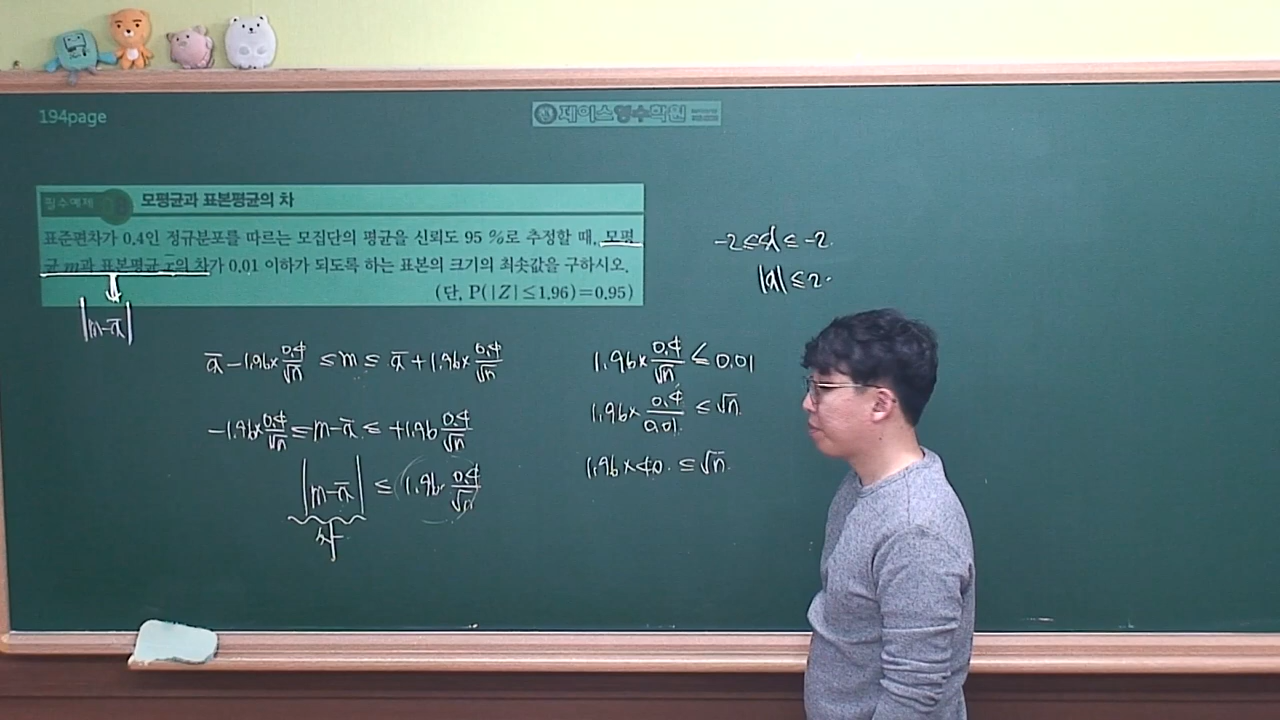 194page
제이스영수학원
필수예제
모평균과 표본평균의 차
표준편차가 0.4인 정규분포를 따르는 모집단의 평균을 신뢰도 95 %로 추정할 때, 모평
균 m과 표본평균 x̅의 차가 0.01 이하가 되도록 하는 표본의 크기의 최솟값을 구하시오.
(단, P(|Z|≤1.96)=0.95)
|m-x̅|
-2≤x≤-2.
|x|≤2.
x̅-1.96×0.4/√n ≤m≤ x̅+1.96×0.4/√n
-1.96×0.4/√n ≤m-x̅≤ +1.96 0.4/√n
|m-x̅| ≤ 1.96·0.4/√n
차
1.96×0.4/√n ≤0.01
1.96×0.4/0.01 ≤√n.
1.96×40. ≤√n.